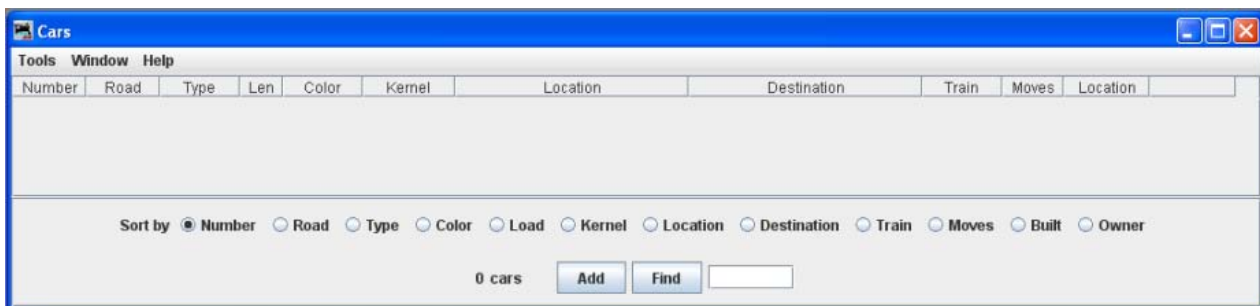 Cars
Tools Window Help
Number Road Type Len Color Kernel Location Destination Train Moves Location
Sort by Number Road Type Color Load Kernel Location Destination Train Moves Built Owner
0 cars Add Find